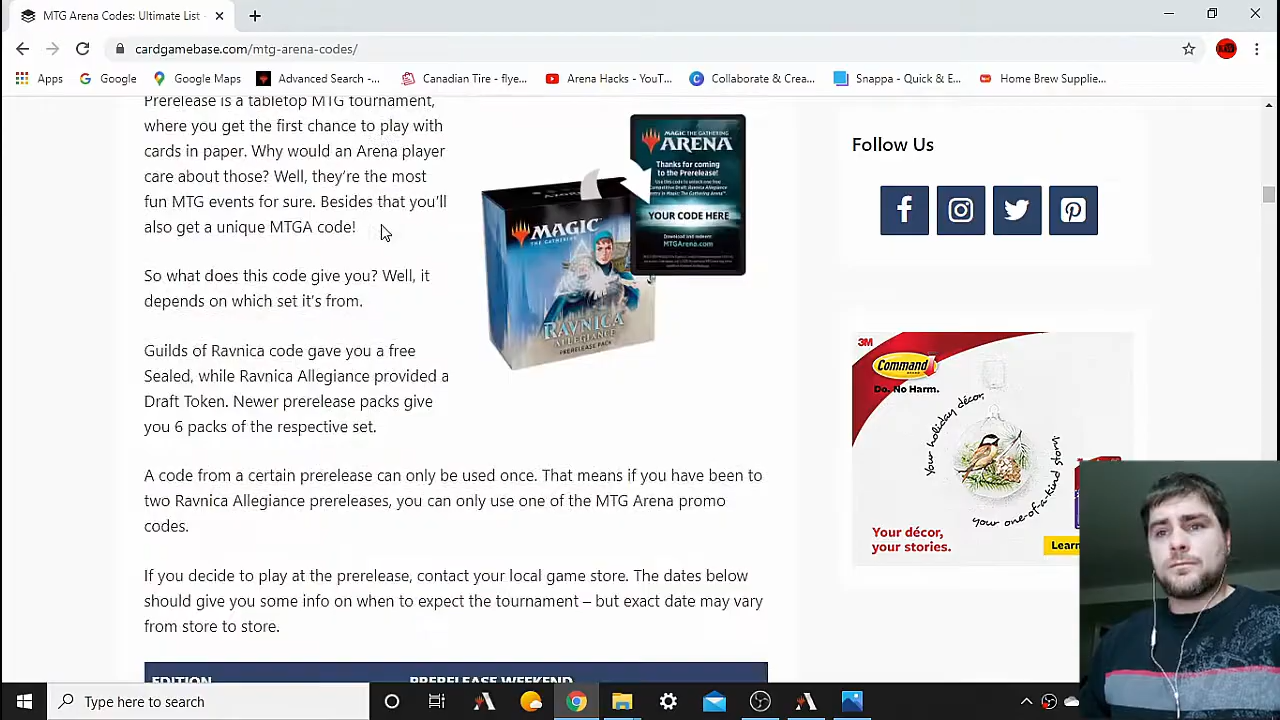 MTG Arena Codes: Ultimate List -
cardgamebase.com/mtg-arena-codes/
Apps
Google
Google Maps
Advanced Search -...
Canadian Tire - flye...
Arena Hacks - YouT...
Collaborate & Crea...
Snappa - Quick & E...
Home Brew Supplie...
Prerelease is a tabletop MTG tournament,
where you get the first chance to play with
cards in paper. Why would an Arena player
care about those? Well, they're the most
fun MTG events for sure. Besides that you'll
also get a unique MTGA code!
So what does this code give you? Well, it
depends on which set it's from.
Guilds of Ravnica code gave you a free
Sealed, while Ravnica Allegiance provided a
Draft Token. Newer prerelease packs give
you 6 packs of the respective set.
MAGIC THE GATHERING
ARENA
Thanks for coming
to the Prerelease!
YOUR CODE HERE
MTGArena.com
MAGIC
RAVNICA
ALLEGIANCE
PRERELEASE PACK
A code from a certain prerelease can only be used once. That means if you have been to
two Ravnica Allegiance prereleases, you can only use one of the MTG Arena promo
codes.
If you decide to play at the prerelease, contact your local game store. The dates below
should give you some info on when to expect the tournament – but exact date may vary
from store to store.
EDITION
PRERELEASE WEEKEND
Follow Us
3M
Command
Do. No Harm.
Your holiday décor,
your one-of-a-kind story.
Your décor,
your stories.
Learn
Type here to search